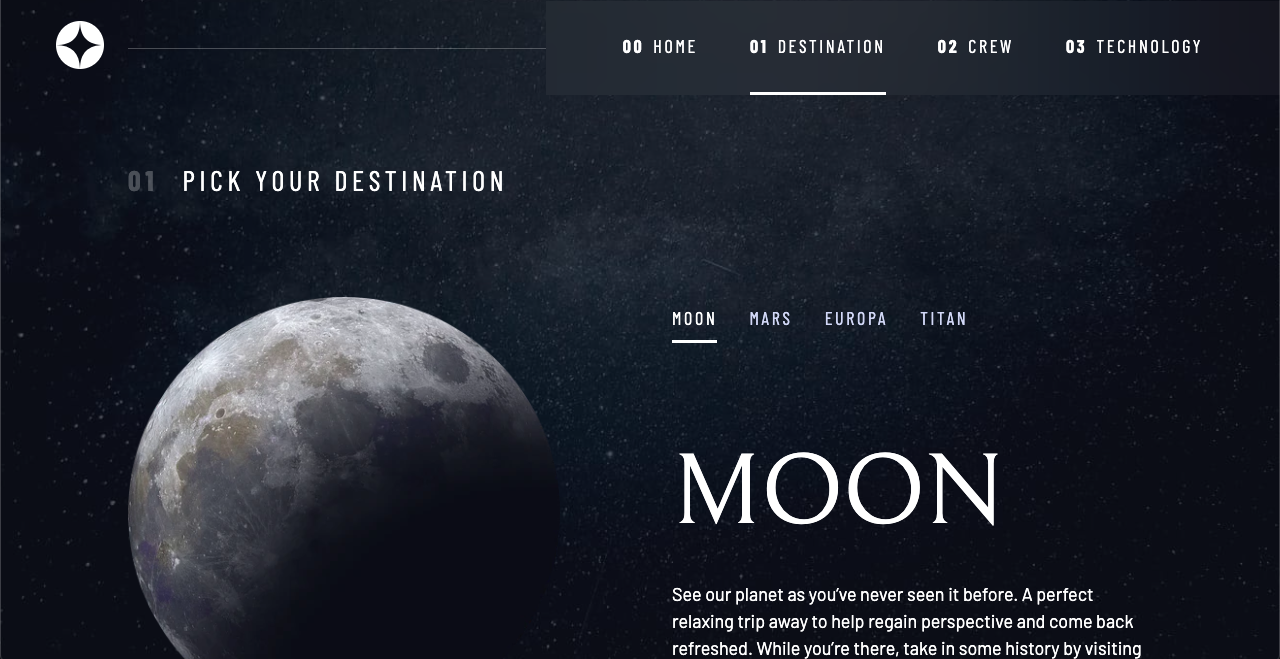 00 HOME 01 DESTINATION 02 CREW 03 TECHNOLOGY
01 PICK YOUR DESTINATION
MOON MARS EUROPA TITAN
MOON
See our planet as you’ve never seen it before. A perfect
relaxing trip away to help regain perspective and come back
refreshed. While you’re there, take in some history by visiting